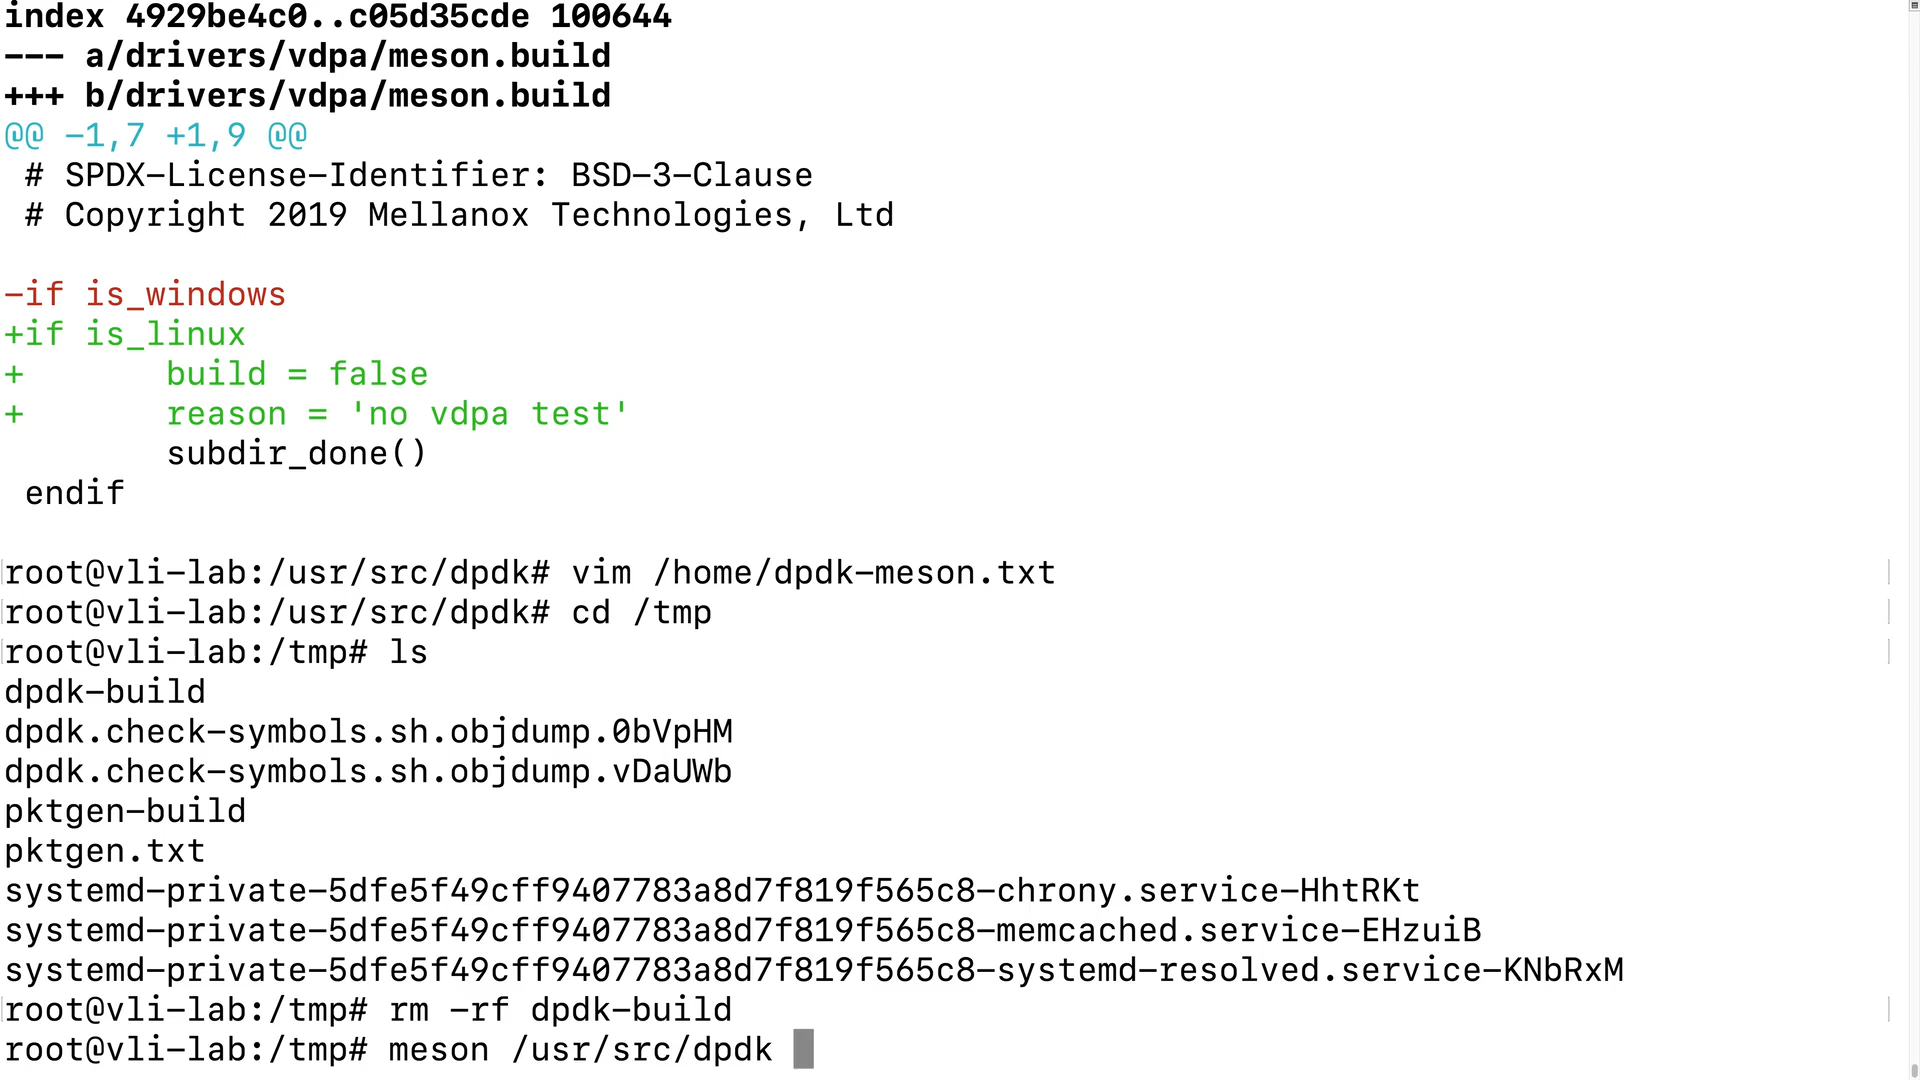 index 4929be4c0..c05d35cde 100644
--- a/drivers/vdpa/meson.build
+++ b/drivers/vdpa/meson.build
@@ -1,7 +1,9 @@
 # SPDX-License-Identifier: BSD-3-Clause
 # Copyright 2019 Mellanox Technologies, Ltd
-if is_windows
+if is_linux
+       build = false
+       reason = 'no vdpa test'
        subdir_done()
 endif
root@vli-lab:/usr/src/dpdk# vim /home/dpdk-meson.txt
root@vli-lab:/usr/src/dpdk# cd /tmp
root@vli-lab:/tmp# ls
dpdk-build
dpdk.check-symbols.sh.objdump.0bVpHM
dpdk.check-symbols.sh.objdump.vDaUWb
pktgen-build
pktgen.txt
systemd-private-5dfe5f49cff9407783a8d7f819f565c8-chrony.service-HhtRKt
systemd-private-5dfe5f49cff9407783a8d7f819f565c8-memcached.service-EHzuiB
systemd-private-5dfe5f49cff9407783a8d7f819f565c8-systemd-resolved.service-KNbRxM
root@vli-lab:/tmp# rm -rf dpdk-build
root@vli-lab:/tmp# meson /usr/src/dpdk